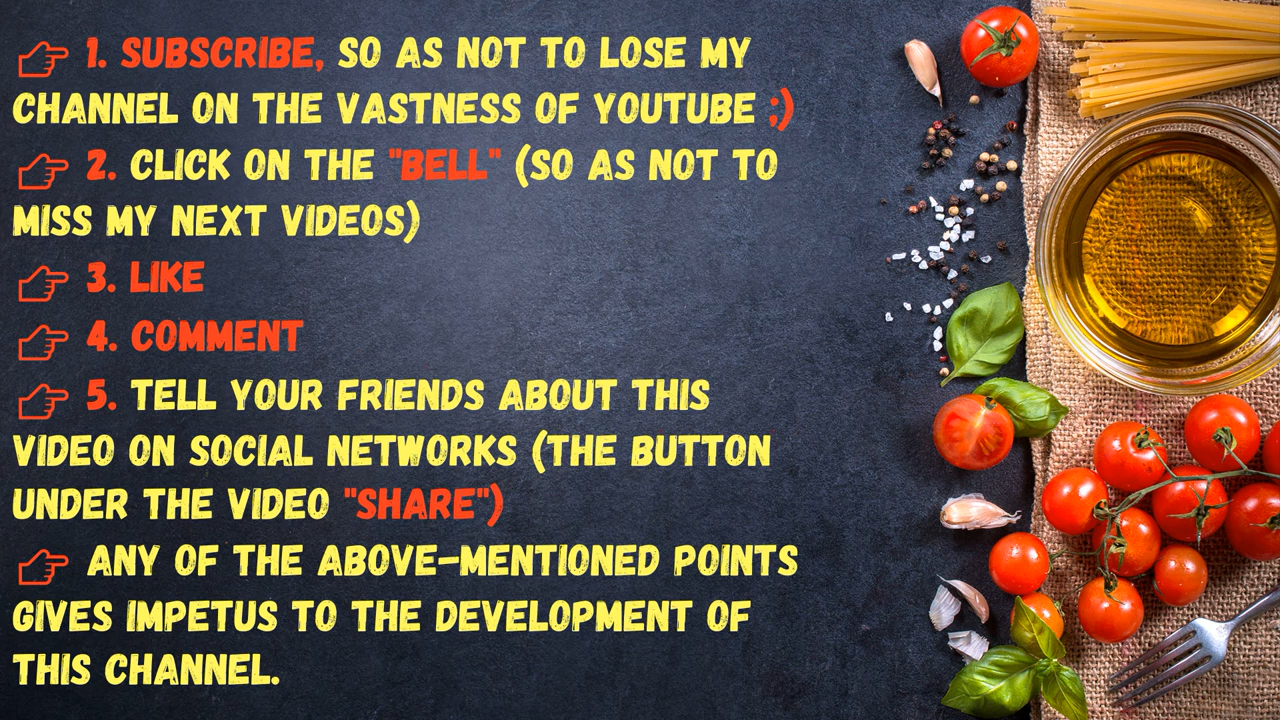 👉 1. SUBSCRIBE, SO AS NOT TO LOSE MY
CHANNEL ON THE VASTNESS OF YOUTUBE ;)
👉 2. CLICK ON THE "BELL" (SO AS NOT TO
MISS MY NEXT VIDEOS)
👉 3. LIKE
👉 4. COMMENT
👉 5. TELL YOUR FRIENDS ABOUT THIS
VIDEO ON SOCIAL NETWORKS (THE BUTTON
UNDER THE VIDEO "SHARE")
👉 ANY OF THE ABOVE-MENTIONED POINTS
GIVES IMPETUS TO THE DEVELOPMENT OF
THIS CHANNEL.